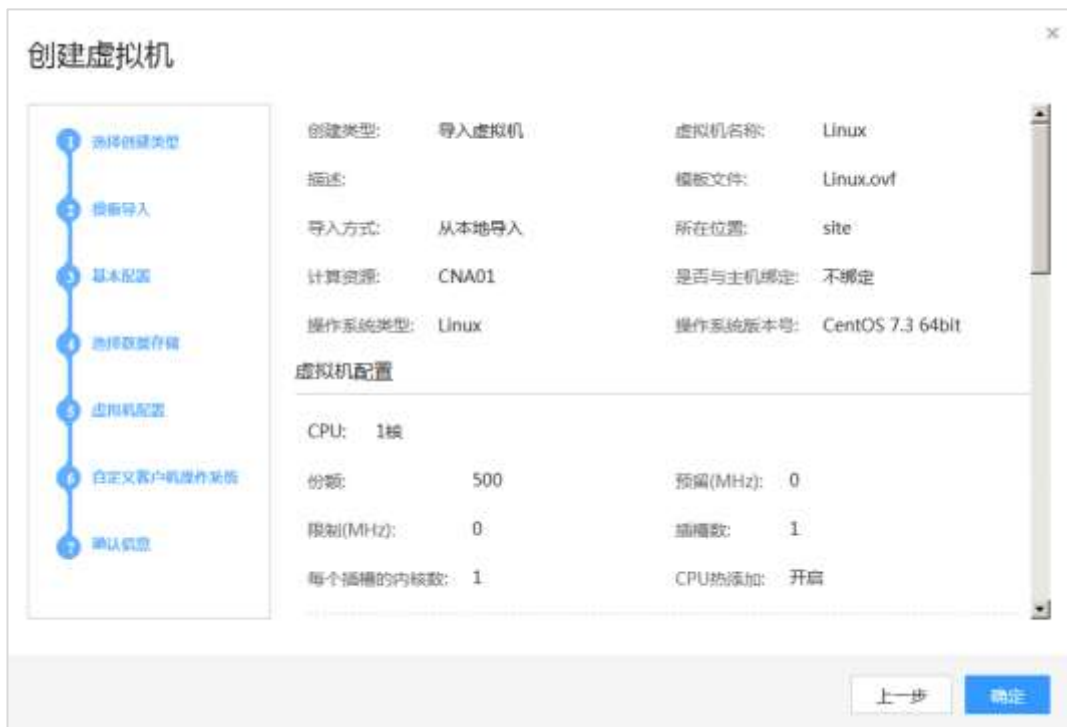 创建虚拟机
×
1 选择创建类型
2 模板导入
3 基本配置
4 选择数据存储
5 虚拟机配置
6 自定义客户机操作系统
7 确认信息
创建类型: 导入虚拟机 虚拟机名称: Linux
描述: 模板文件: Linux.ovf
导入方式: 从本地导入 所在位置: site
计算资源: CNA01 是否与主机绑定: 不绑定
操作系统类型: Linux 操作系统版本号: CentOS 7.3 64bit
虚拟机配置
CPU: 1核
份额: 500 预留(MHz): 0
限制(MHz): 0 插槽数: 1
每个插槽的内核数: 1 CPU热添加: 开启
上一步 确定